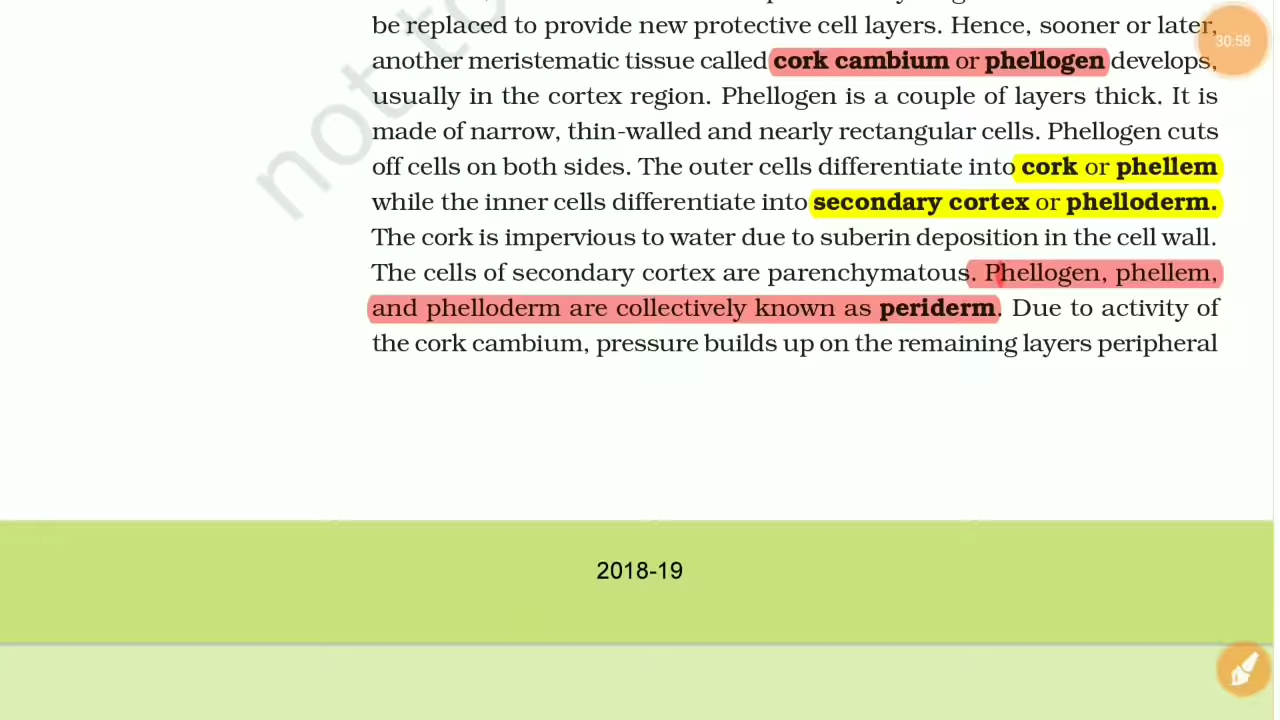 be replaced to provide new protective cell layers. Hence, sooner or later,
another meristematic tissue called cork cambium or phellogen develops,
usually in the cortex region. Phellogen is a couple of layers thick. It is
made of narrow, thin-walled and nearly rectangular cells. Phellogen cuts
off cells on both sides. The outer cells differentiate into cork or phellem
while the inner cells differentiate into secondary cortex or phelloderm.
The cork is impervious to water due to suberin deposition in the cell wall.
The cells of secondary cortex are parenchymatous. Phellogen, phellem,
and phelloderm are collectively known as periderm. Due to activity of
the cork cambium, pressure builds up on the remaining layers peripheral
2018-19
30:58
not to